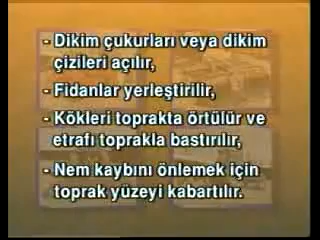 - Dikim çukurları veya dikim
çizileri açılır,
- Fidanlar yerleştirilir,
- Kökleri toprakta örtülür ve
etrafı toprakla bastırılır,
- Nem kaybını önlemek için
toprak yüzeyi kabartılır.